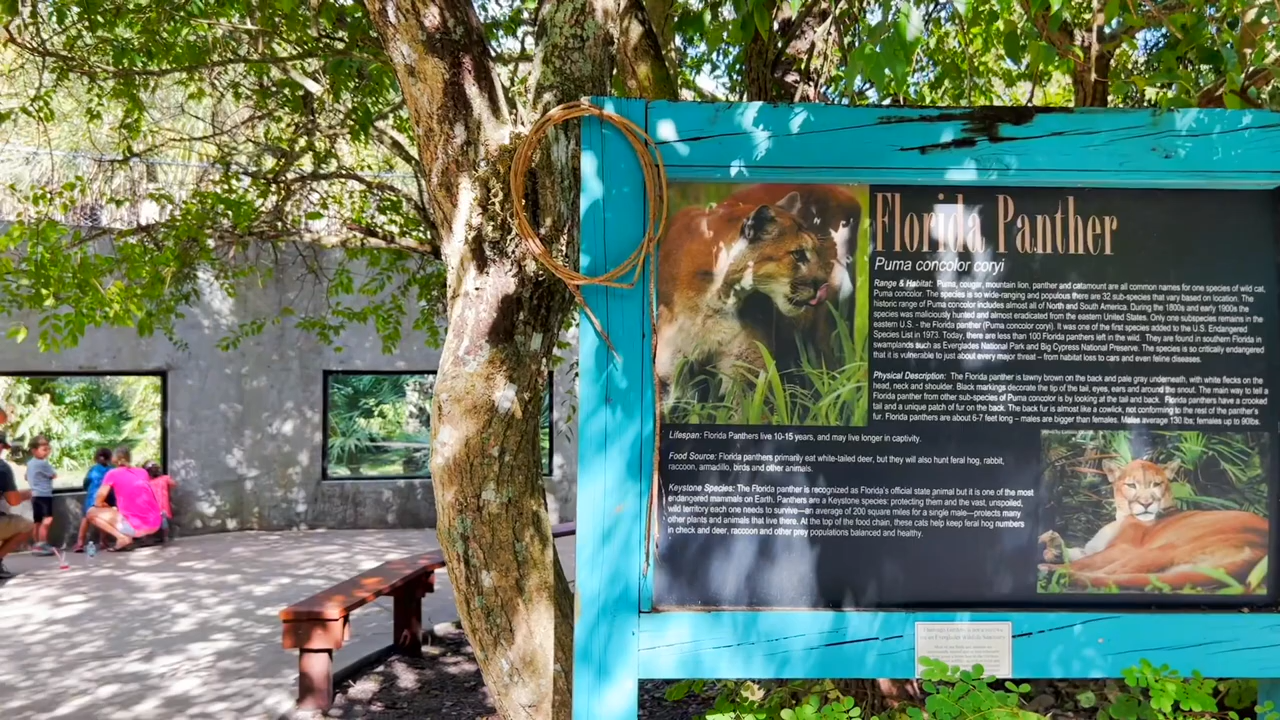 Florida Panther
Puma concolor coryi
Range & Habitat: Puma, cougar, mountain lion, panther and catamount are all common names for one species of wild cat,
Puma concolor. The species is so wide-ranging and populous there are 32 sub-species that vary based on location. The
historic range of Puma concolor includes almost all of North and South America. During the 1800s and early 1900s the
species was maliciously hunted and almost eradicated from the eastern United States. Only one subspecies remains in the
eastern U.S. - the Florida panther (Puma concolor coryi). It was one of the first species added to the U.S. Endangered
Species List in 1973. Today, there are less than 100 Florida Panthers left in the wild. They are found in southern Florida in
swamplands such as Everglades National Park and Big Cypress National Preserve. The species is so critically endangered
that it is vulnerable to just about every major threat – from habitat loss to cars and even feline diseases.
Physical Description: The Florida panther is tawny brown on the back and pale gray underneath, with white flecks on the
head, neck and shoulder. Black markings decorate the tip of the tail, eyes, ears and around the snout. The main way to tell a
Florida panther from other sub-species of Puma concolor is by looking at the tail and back. Florida panthers have a crooked
tail and a unique patch of fur on the back. The back fur is almost like a cowlick, not conforming to the rest of the panther's
fur. Florida panthers are about 6-7 feet long – males are bigger than females. Males average 130 lbs; females up to 90lbs.
Lifespan: Florida Panthers live 10-15 years, and may live longer in captivity.
Food Source: Florida panthers primarily eat white-tailed deer, but they will also hunt feral hog, rabbit,
raccoon, armadillo, birds and other animals.
Keystone Species: The Florida panther is recognized as Florida's official state animal but it is one of the most
endangered mammals on Earth. Panthers are a Keystone species: protecting them and the vast, unspoiled,
wild territory each one needs to survive—an average of 200 square miles for a single male—protects many
other plants and animals that live there. At the top of the food chain, these cats help keep feral hog numbers
in check and deer, raccoon and other prey populations balanced and healthy.